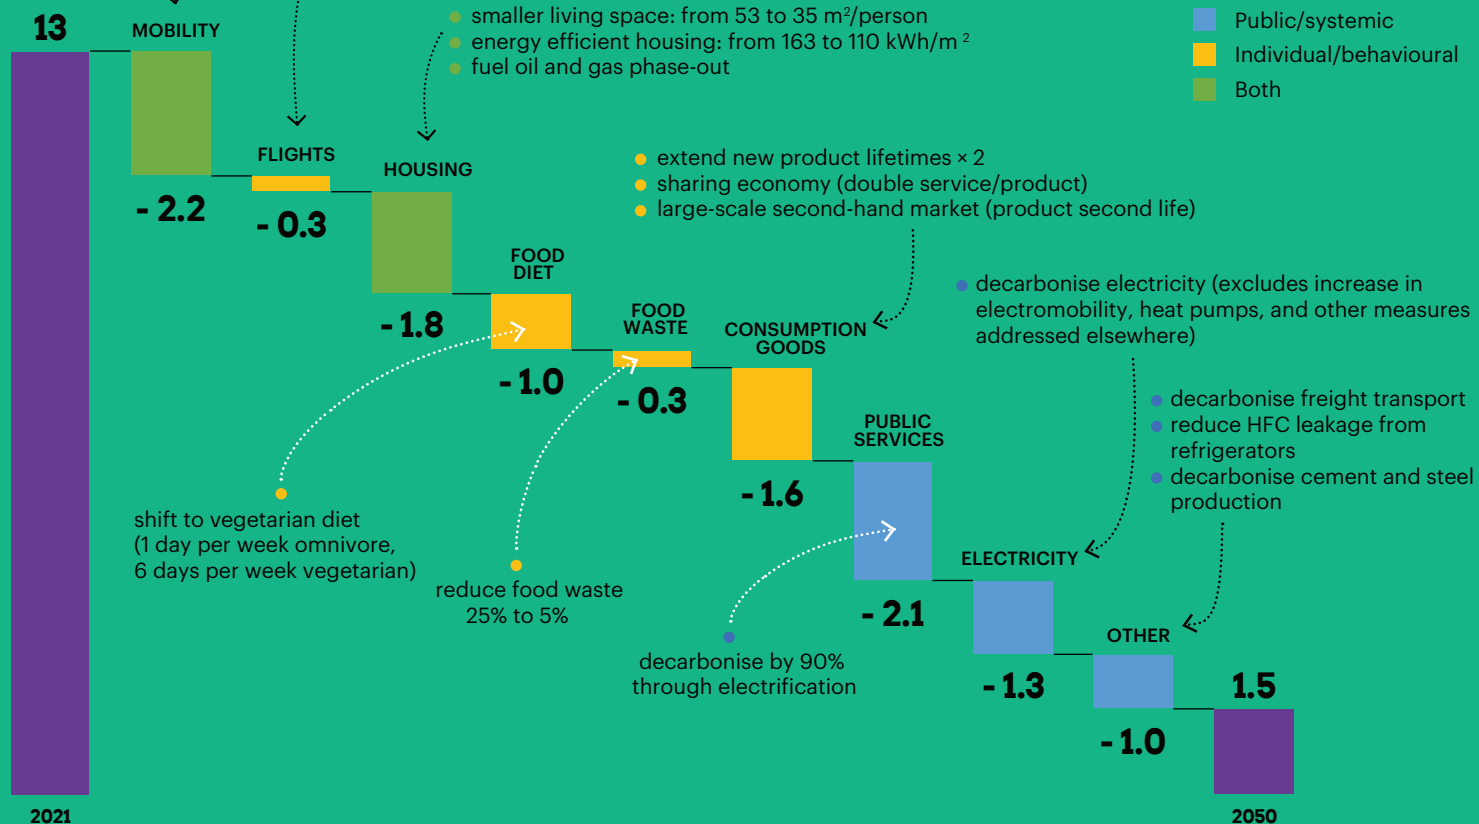 smaller living space: from 53 to 35 m²/person
energy efficient housing: from 163 to 110 kWh/m ²
fuel oil and gas phase-out
Public/systemic
Individual/behavioural
Both
13
MOBILITY
- 2.2
FLIGHTS
- 0.3
HOUSING
- 1.8
extend new product lifetimes × 2
sharing economy (double service/product)
large-scale second-hand market (product second life)
FOOD
DIET
- 1.0
FOOD
WASTE
- 0.3
CONSUMPTION
GOODS
- 1.6
decarbonise electricity (excludes increase in
electromobility, heat pumps, and other measures
addressed elsewhere)
decarbonise freight transport
reduce HFC leakage from
refrigerators
decarbonise cement and steel
production
PUBLIC
SERVICES
- 2.1
shift to vegetarian diet
(1 day per week omnivore,
6 days per week vegetarian)
reduce food waste
25% to 5%
decarbonise by 90%
through electrification
ELECTRICITY
- 1.3
OTHER
- 1.0
1.5
2021
2050